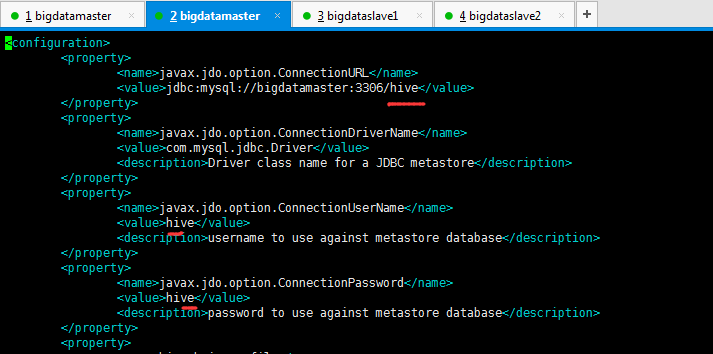 1 bigdatamaster × 2 bigdatamaster × 3 bigdataslave1 × 4 bigdataslave2 × +
<configuration>
<property>
<name>javax.jdo.option.ConnectionURL</name>
<value>jdbc:mysql://bigdatamaster:3306/hive</value>
</property>
<property>
<name>javax.jdo.option.ConnectionDriverName</name>
<value>com.mysql.jdbc.Driver</value>
<description>Driver class name for a JDBC metastore</description>
</property>
<property>
<name>javax.jdo.option.ConnectionUserName</name>
<value>hive</value>
<description>username to use against metastore database</description>
</property>
<property>
<name>javax.jdo.option.ConnectionPassword</name>
<value>hive</value>
<description>password to use against metastore database</description>
</property>
<property>